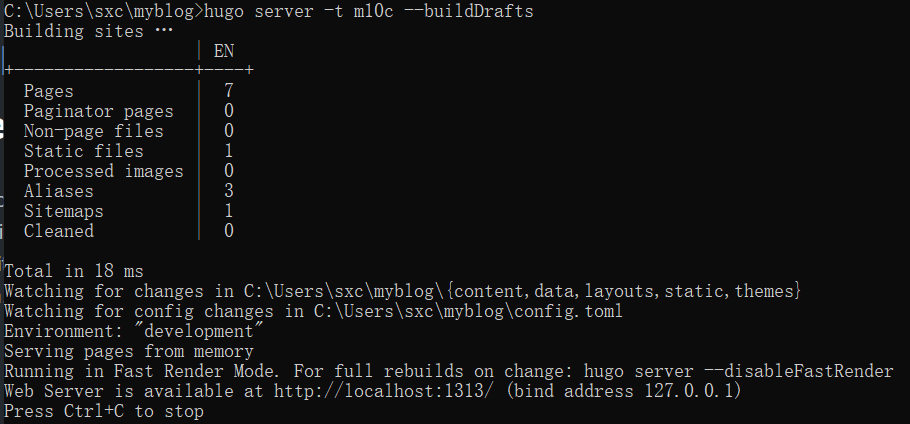 C:\Users\sxc\myblog>hugo server -t m10c --buildDrafts
Building sites …
                   | EN
+------------------+----+
  Pages            |  7
  Paginator pages  |  0
  Non-page files   |  0
  Static files     |  1
  Processed images |  0
  Aliases          |  3
  Sitemaps         |  1
  Cleaned          |  0
Total in 18 ms
Watching for changes in C:\Users\sxc\myblog\{content,data,layouts,static,themes}
Watching for config changes in C:\Users\sxc\myblog\config.toml
Environment: "development"
Serving pages from memory
Running in Fast Render Mode. For full rebuilds on change: hugo server --disableFastRender
Web Server is available at http://localhost:1313/ (bind address 127.0.0.1)
Press Ctrl+C to stop